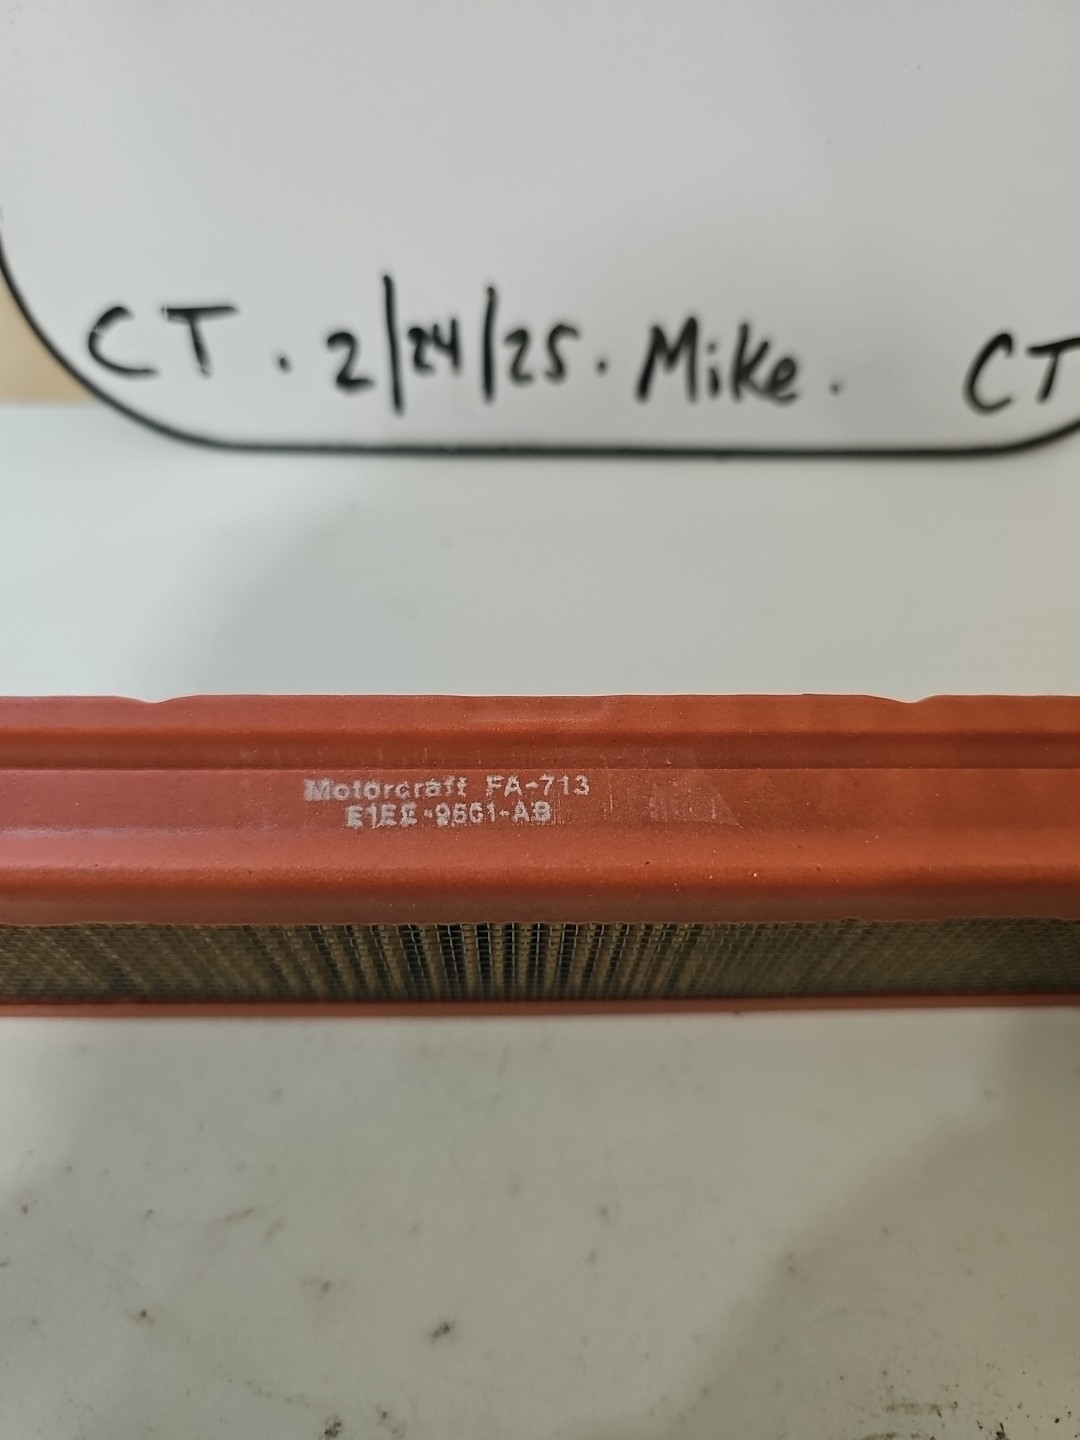 CT . 2/24/25 . Mike . CT
Motorcraft FA-713
E1EE-9601-AB